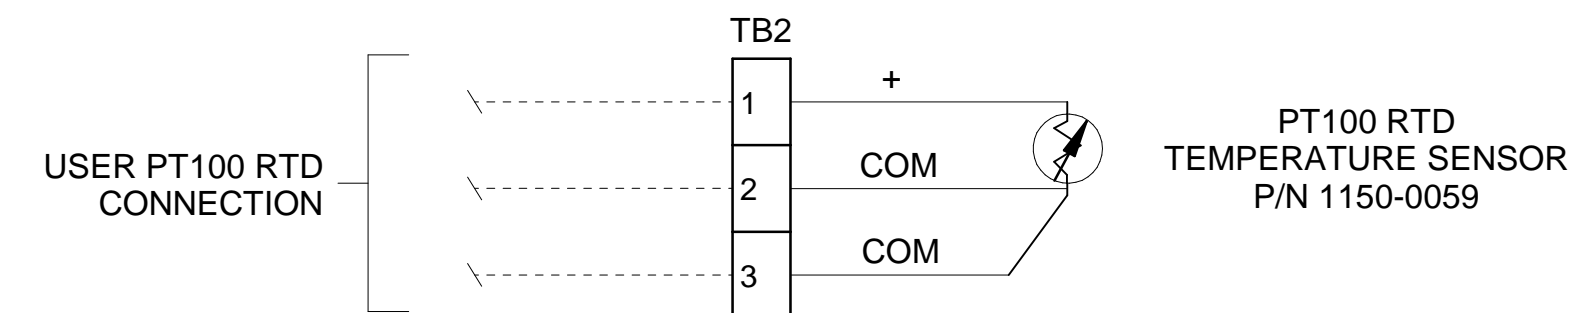 TB2
1
+
2
COM
3
COM
USER PT100 RTD
CONNECTION
PT100 RTD
TEMPERATURE SENSOR
P/N 1150-0059